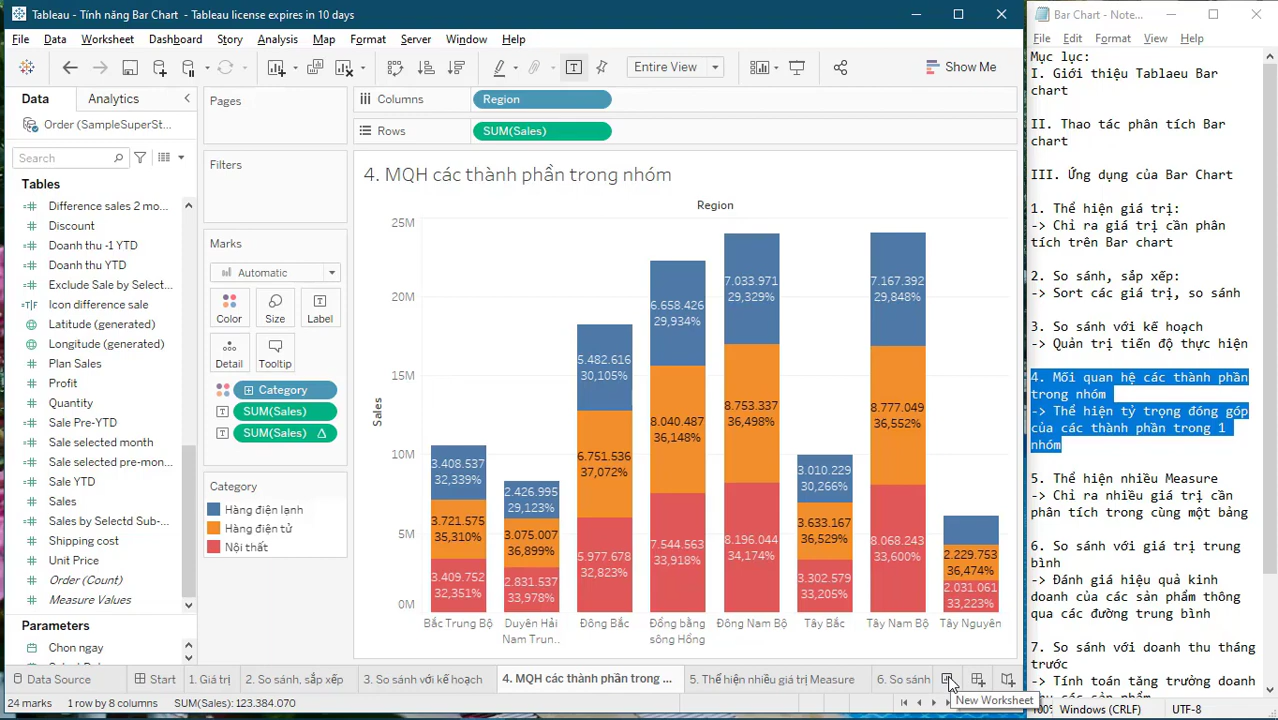 Tableau - Tính năng Bar Chart - Tableau license expires in 10 days
File Data Worksheet Dashboard Story Analysis Format Server Window Help
Entire View
Show Me
Data Analytics
Order (SampleSuperSt...
Search
Tables
Difference sales 2 mo...
Discount
Doanh thu -1 YTD
Doanh thu YTD
Exclude Sale by Select...
Icon difference sale
Latitude (generated)
Longitude (generated)
Plan Sales
Profit
Quantity
Sale Pre-YTD
Sale selected month
Sale selected pre-mon...
Sale YTD
Sales
Sales by Selectd Sub-...
Shipping cost
Unit Price
Order (Count)
Measure Values
Parameters
Chon ngay
Pages
Filters
Marks
Automatic
Color Size Label
Detail Tooltip
Category
SUM(Sales)
SUM(Sales) △
Category
Hàng điện lạnh
Hàng điện tử
Nội thất
Columns Region
Rows SUM(Sales)
4. MQH các thành phần trong nhóm
Region
Sales
25M
20M
15M
10M
5M
0M
3.408.537
32,339%
3.721.575
35,310%
3.409.752
32,351%
2.426.995
29,123%
3.075.007
36,899%
2.831.537
33,978%
5.482.616
30,105%
6.751.536
37,072%
5.977.678
32,823%
6.658.426
29,934%
8.040.487
36,148%
7.544.563
33,918%
7.033.971
29,329%
8.753.337
36,498%
8.196.044
34,174%
3.010.229
30,266%
3.633.167
36,529%
3.302.579
33,205%
7.167.392
29,848%
8.777.049
36,552%
8.068.243
33,600%
2.229.753
36,474%
2.031.061
33,223%
Bắc Trung Bộ
Duyên Hải
Nam Trun...
Đông Bắc
Đồng bằng
sông Hồng
Đông Nam Bộ
Tây Bắc
Tây Nam Bộ
Tây Nguyên
Data Source Start 1. Giá trị 2. So sánh, sắp xếp 3. So sánh với kế hoạch 4. MQH các thành phần trong ... 5. Thể hiện nhiều giá trị Measure 6. So sánh
New Worksheet
24 marks 1 row by 8 columns SUM(Sales): 123.381.070
Bar Chart - Note...
File Edit Format View Help
Mục lục:
I. Giới thiệu Tablaeu Bar
chart
II. Thao tác phân tích Bar
chart
III. Ứng dụng của Bar Chart
1. Thể hiện giá trị:
-> Chỉ ra giá trị cần phân
tích trên Bar chart
2. So sánh, sắp xếp:
-> Sort các giá trị, so sánh
3. So sánh với kế hoạch
-> Quản trị tiến độ thực hiện
4. Mối quan hệ các thành phần
trong nhóm
-> Thể hiện tỷ trọng đóng góp
của các thành phần trong 1
nhóm
5. Thể hiện nhiều Measure
-> Chỉ ra nhiều giá trị cần
phân tích trong cùng một bảng
6. So sánh với giá trị trung
bình
-> Đánh giá hiệu quả kinh
doanh của các sản phẩm thông
qua các đường trung bình
7. So sánh với doanh thu tháng
trước
-> Tính toán tăng trưởng doanh
100% Windows (CRLF) UTF-8